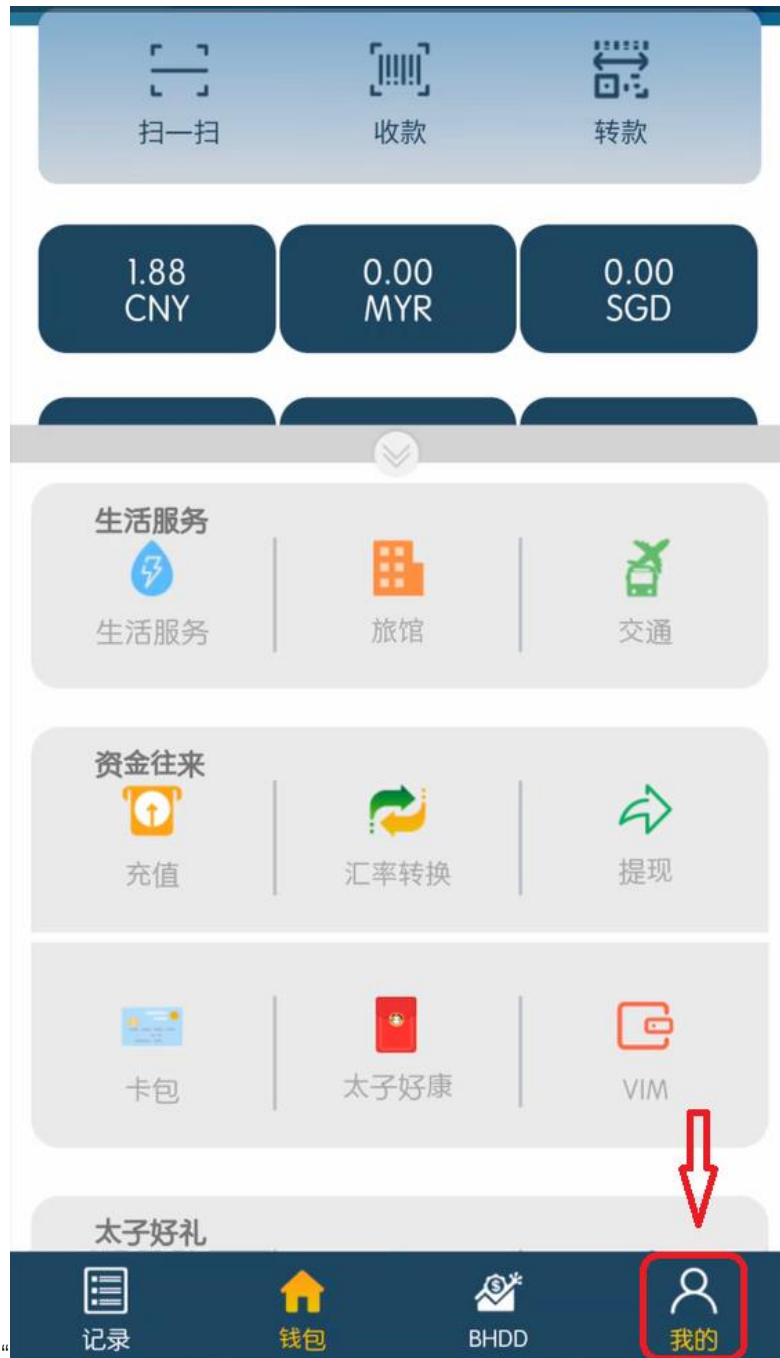 扫一扫 收款 转款
1.88 0.00 0.00
CNY MYR SGD
生活服务
生活服务 旅馆 交通
资金往来
充值 汇率转换 提现
卡包 太子好康 VIM
太子好礼
记录 钱包 BHDD 我的
“